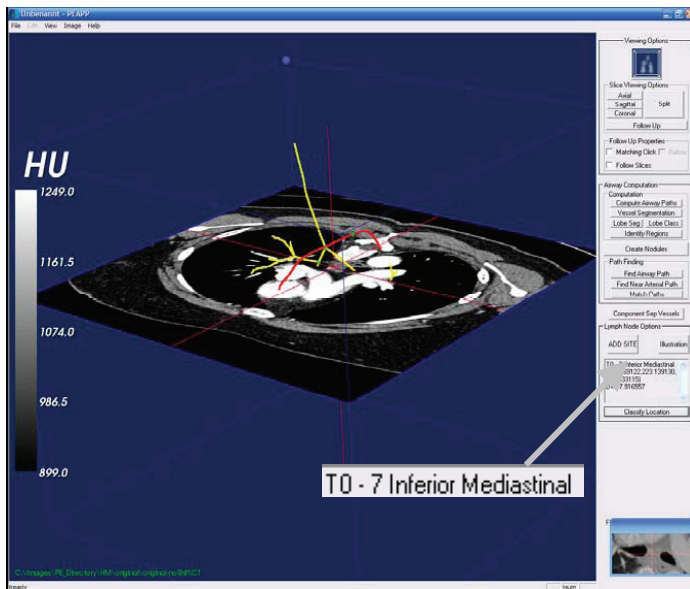 Unbenannt - PEAPP
File Edit View Image Help
HU
1249.0
1161.5
1074.0
986.5
899.0
Viewing Options
Slice Viewing Options
Axial
Sagittal
Coronal
Split
Follow Up
Follow Up Properties
Matching Click
Follow Slices
Airway Computation
Computation
Compute Airway Paths
Vessel Segmentation
Lobe Seg Lobe Class
Identify Regions
Create Nodules
Path Finding
Find Airway Path
Find Near Arterial Path
Match Paths
Component Sep Vessels
Lymph Node Options
ADD SITE Illustration
T0 - 7 Inferior Mediastinal
Classify Location
T0 - 7 Inferior Mediastinal
Ready
NUM